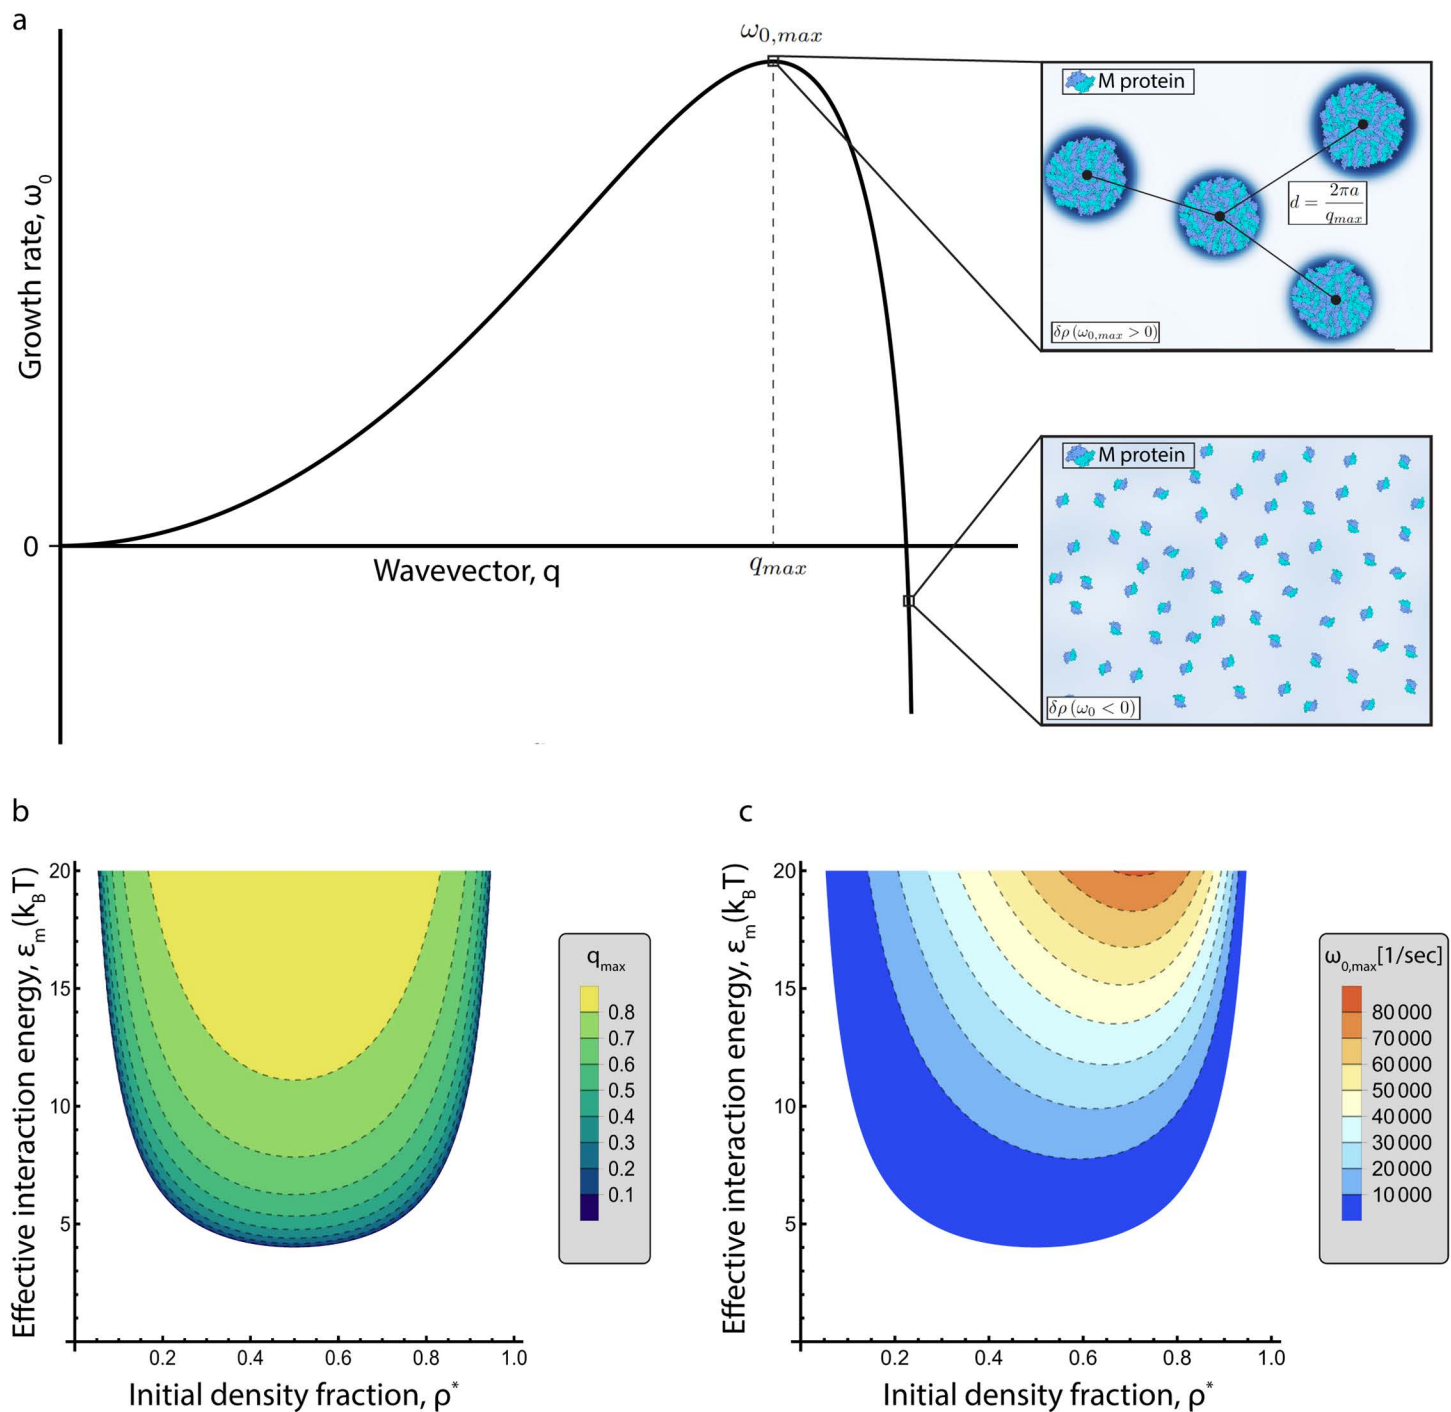 a
ω0,max
Growth rate, ω0
0
Wavevector, q
qmax
M protein
d = 2πa / qmax
δρ (ω0,max > 0)
M protein
δρ (ω0 < 0)
b
Effective interaction energy, εm(kBT)
20
15
10
5
0.2 0.4 0.6 0.8 1.0
Initial density fraction, ρ*
qmax
0.8
0.7
0.6
0.5
0.4
0.3
0.2
0.1
c
Effective interaction energy, εm(kBT)
20
15
10
5
0.2 0.4 0.6 0.8 1.0
Initial density fraction, ρ*
ω0,max[1/sec]
80 000
70 000
60 000
50 000
40 000
30 000
20 000
10 000